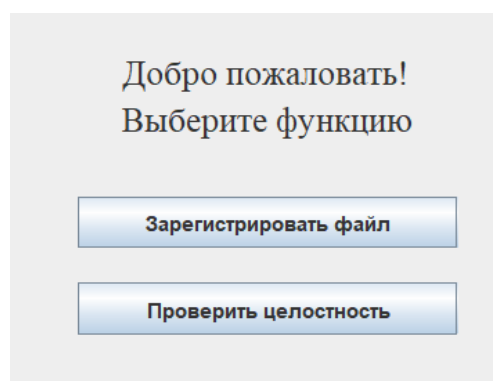 Добро пожаловать!
Выберите функцию
Зарегистрировать файл
Проверить целостность